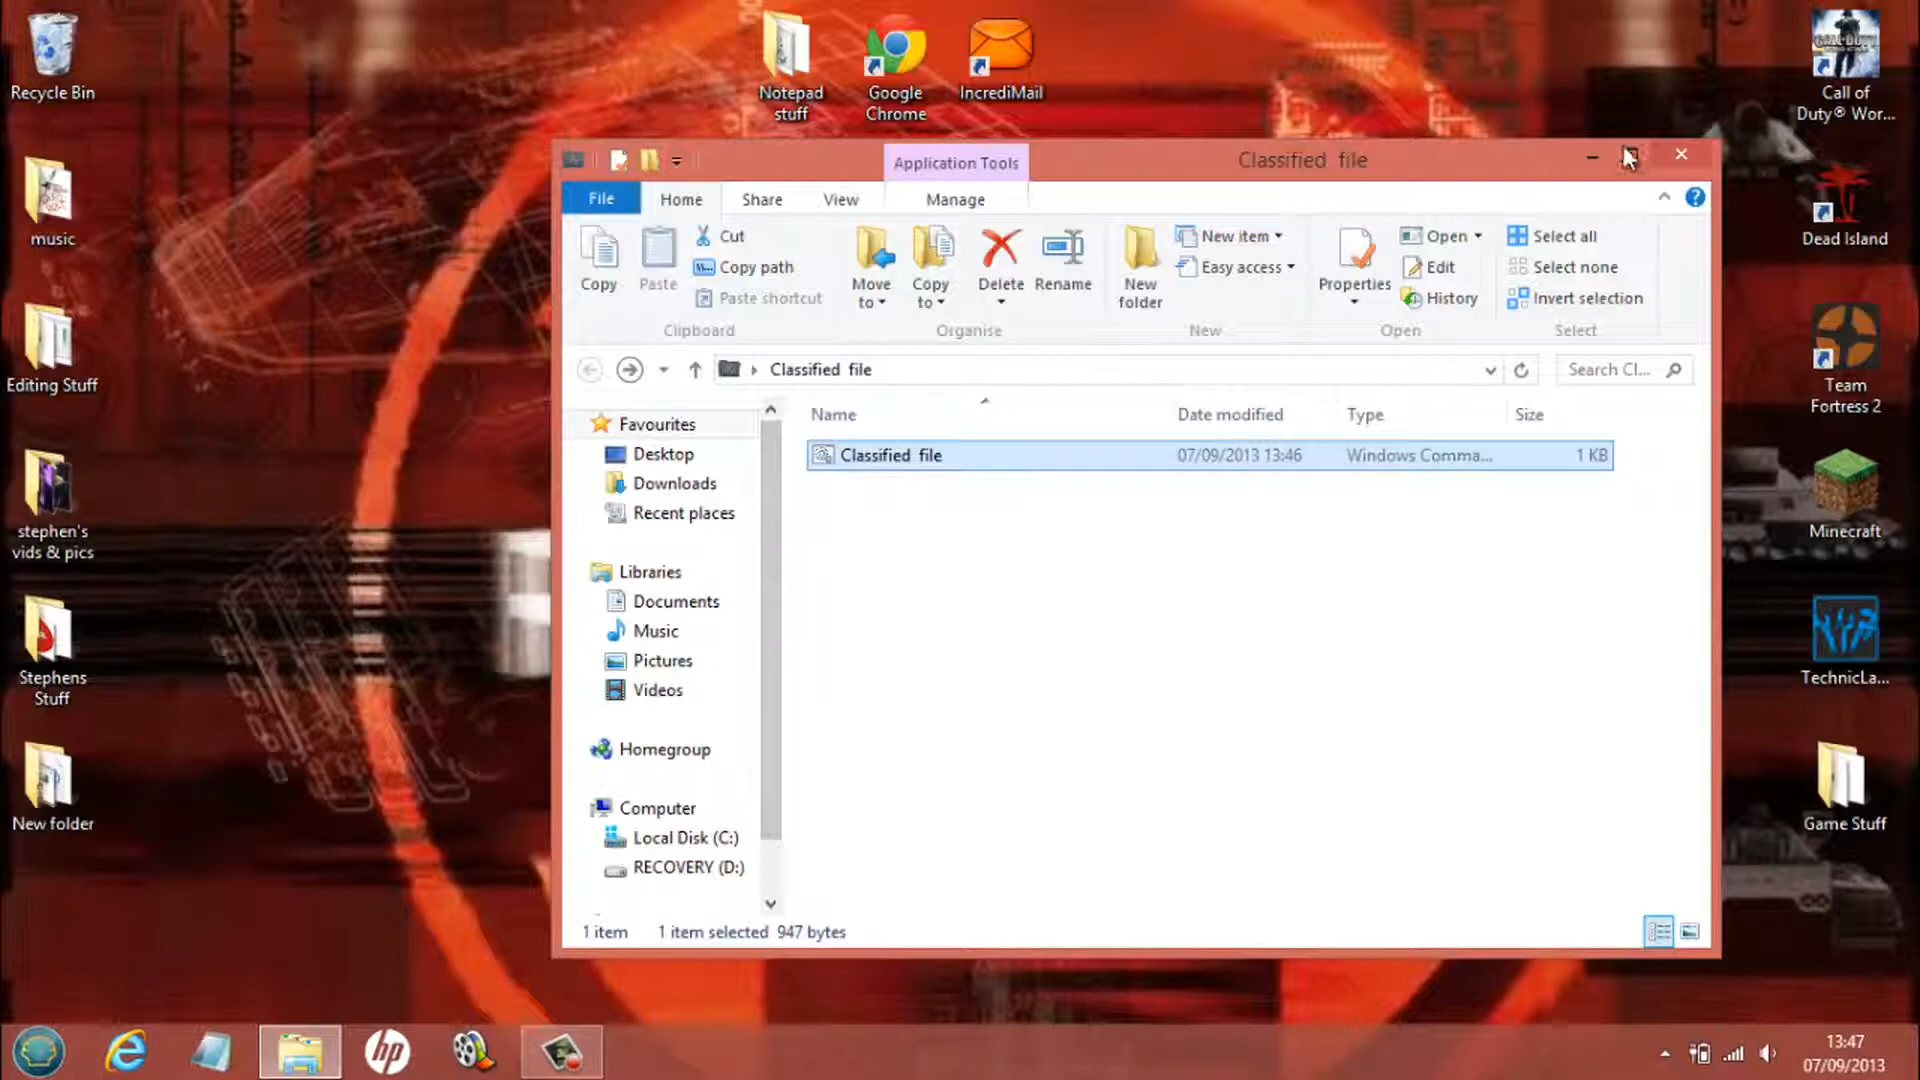 Recycle Bin
music
Editing Stuff
stephen's
vids & pics
Stephens
Stuff
New folder
Notepad
stuff
Google
Chrome
IncrediMail
CALL OF DUTY
Call of
Duty® Wor...
Dead Island
Team
Fortress 2
Minecraft
TechnicLa...
Game Stuff
Application Tools
Classified file
File
Home
Share
View
Manage
Copy
Paste
Cut
Copy path
Paste shortcut
Clipboard
Move
to
Copy
to
Delete
Rename
Organise
New
folder
New item
Easy access
New
Properties
Open
Edit
History
Open
Select all
Select none
Invert selection
Select
Classified file
Search Cl...
Name
Date modified
Type
Size
Classified file
07/09/2013 13:46
Windows Comma...
1 KB
Favourites
Desktop
Downloads
Recent places
Libraries
Documents
Music
Pictures
Videos
Homegroup
Computer
Local Disk (C:)
RECOVERY (D:)
1 item
1 item selected 947 bytes
hp
13:47
07/09/2013